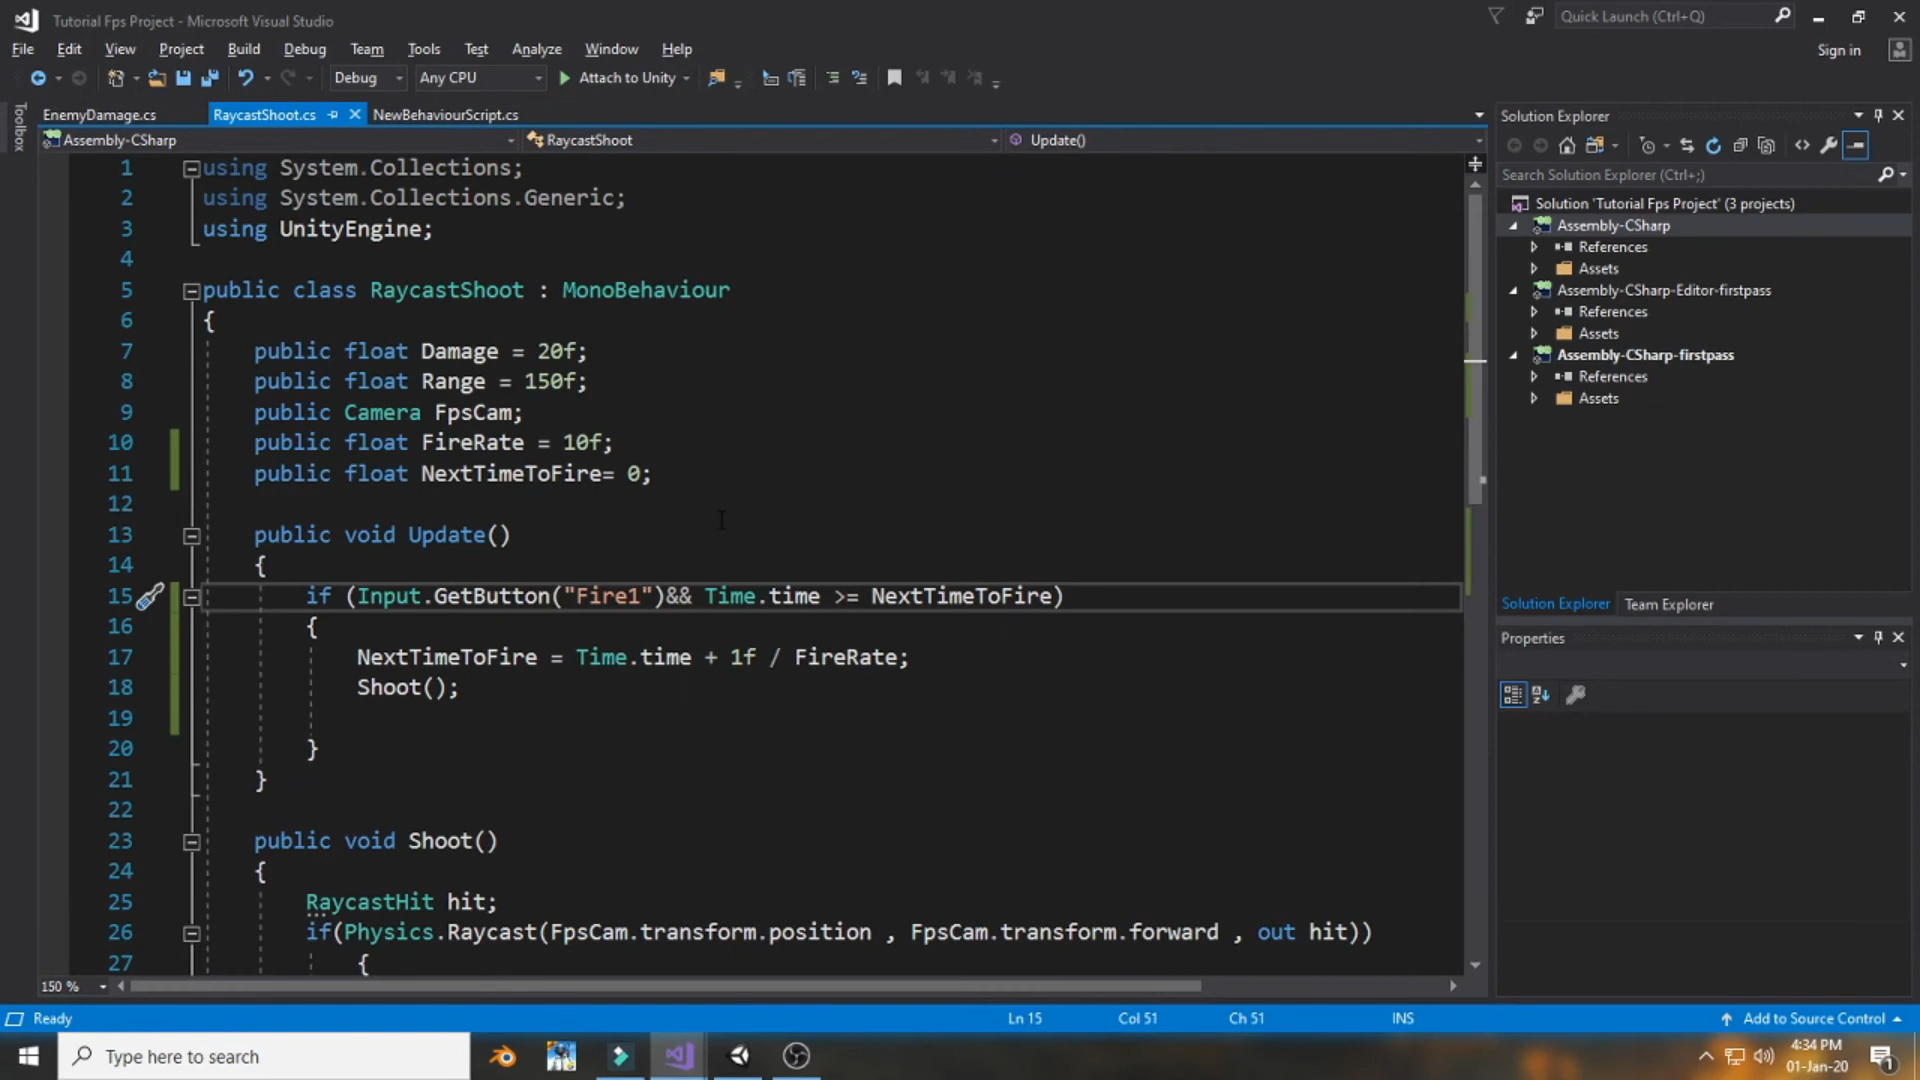 Tutorial Fps Project - Microsoft Visual Studio
Quick Launch (Ctrl+Q)
File Edit View Project Build Debug Team Tools Test Analyze Window Help
Sign in
Debug Any CPU Attach to Unity
Toolbox
EnemyDamage.cs RaycastShoot.cs NewBehaviourScript.cs
Assembly-CSharp RaycastShoot Update()
1 using System.Collections;
2 using System.Collections.Generic;
3 using UnityEngine;
4
5 public class RaycastShoot : MonoBehaviour
6 {
7 public float Damage = 20f;
8 public float Range = 150f;
9 public Camera FpsCam;
10 public float FireRate = 10f;
11 public float NextTimeToFire= 0;
12
13 public void Update()
14 {
15 if (Input.GetButton("Fire1")&& Time.time >= NextTimeToFire)
16 {
17 NextTimeToFire = Time.time + 1f / FireRate;
18 Shoot();
19
20 }
21 }
22
23 public void Shoot()
24 {
25 RaycastHit hit;
26 if(Physics.Raycast(FpsCam.transform.position , FpsCam.transform.forward , out hit))
27 {
150 %
Solution Explorer
Search Solution Explorer (Ctrl+;)
Solution 'Tutorial Fps Project' (3 projects)
Assembly-CSharp
References
Assets
Assembly-CSharp-Editor-firstpass
References
Assets
Assembly-CSharp-firstpass
References
Assets
Solution Explorer Team Explorer
Properties
Ready Ln 15 Col 51 Ch 51 INS Add to Source Control
Type here to search
4:34 PM
01-Jan-20
1